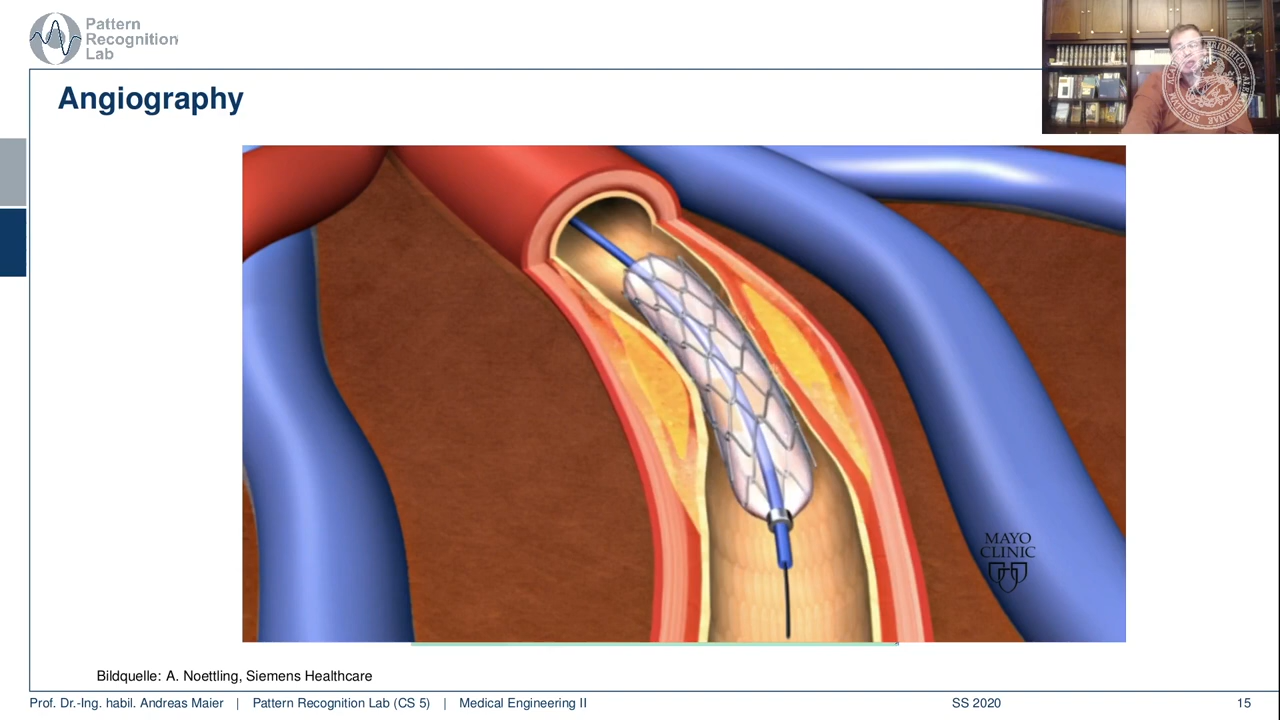 Pattern
Recognition
Lab
Angiography
MAYO
CLINIC
Bildquelle: A. Noettling, Siemens Healthcare
Prof. Dr.-Ing. habil. Andreas Maier | Pattern Recognition Lab (CS 5) | Medical Engineering II SS 2020 15